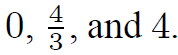 0, 4/3, and 4.